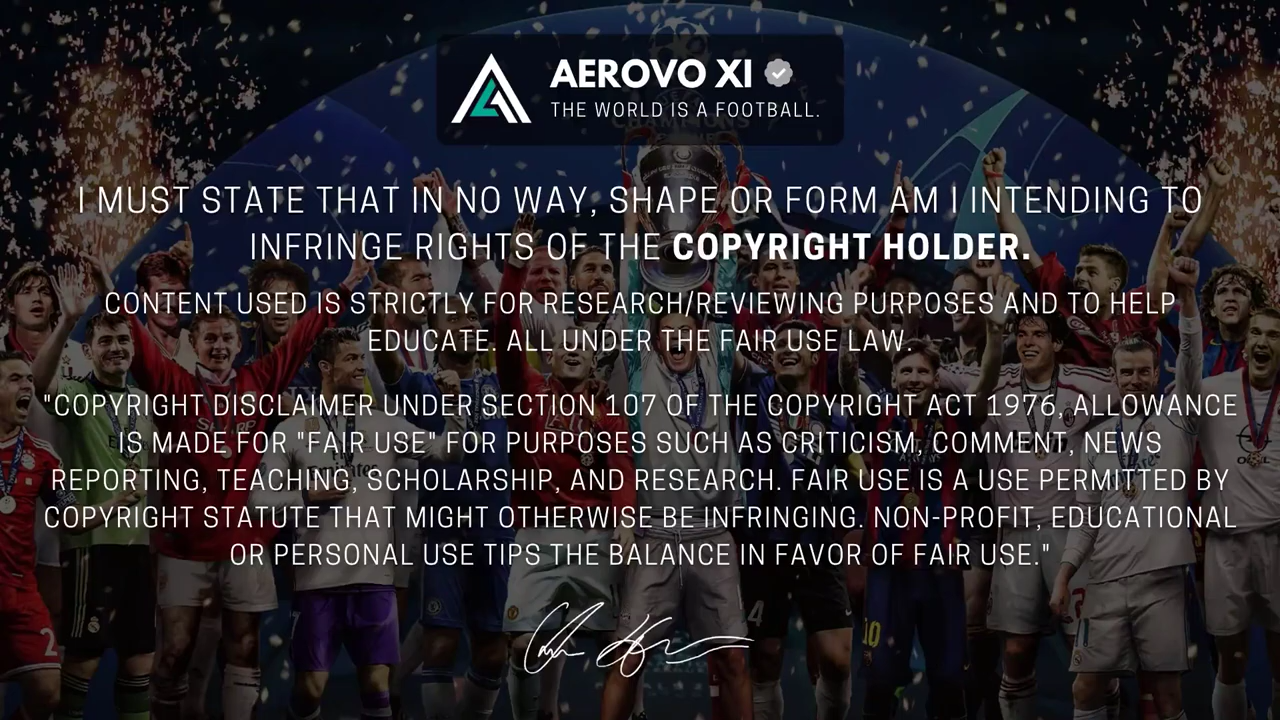 AEROVO XI
THE WORLD IS A FOOTBALL.
I MUST STATE THAT IN NO WAY, SHAPE OR FORM AM I INTENDING TO
INFRINGE RIGHTS OF THE COPYRIGHT HOLDER.
CONTENT USED IS STRICTLY FOR RESEARCH/REVIEWING PURPOSES AND TO HELP
EDUCATE. ALL UNDER THE FAIR USE LAW.
"COPYRIGHT DISCLAIMER UNDER SECTION 107 OF THE COPYRIGHT ACT 1976, ALLOWANCE
IS MADE FOR "FAIR USE" FOR PURPOSES SUCH AS CRITICISM, COMMENT, NEWS
REPORTING, TEACHING, SCHOLARSHIP, AND RESEARCH. FAIR USE IS A USE PERMITTED BY
COPYRIGHT STATUTE THAT MIGHT OTHERWISE BE INFRINGING. NON-PROFIT, EDUCATIONAL
OR PERSONAL USE TIPS THE BALANCE IN FAVOR OF FAIR USE."
2
10